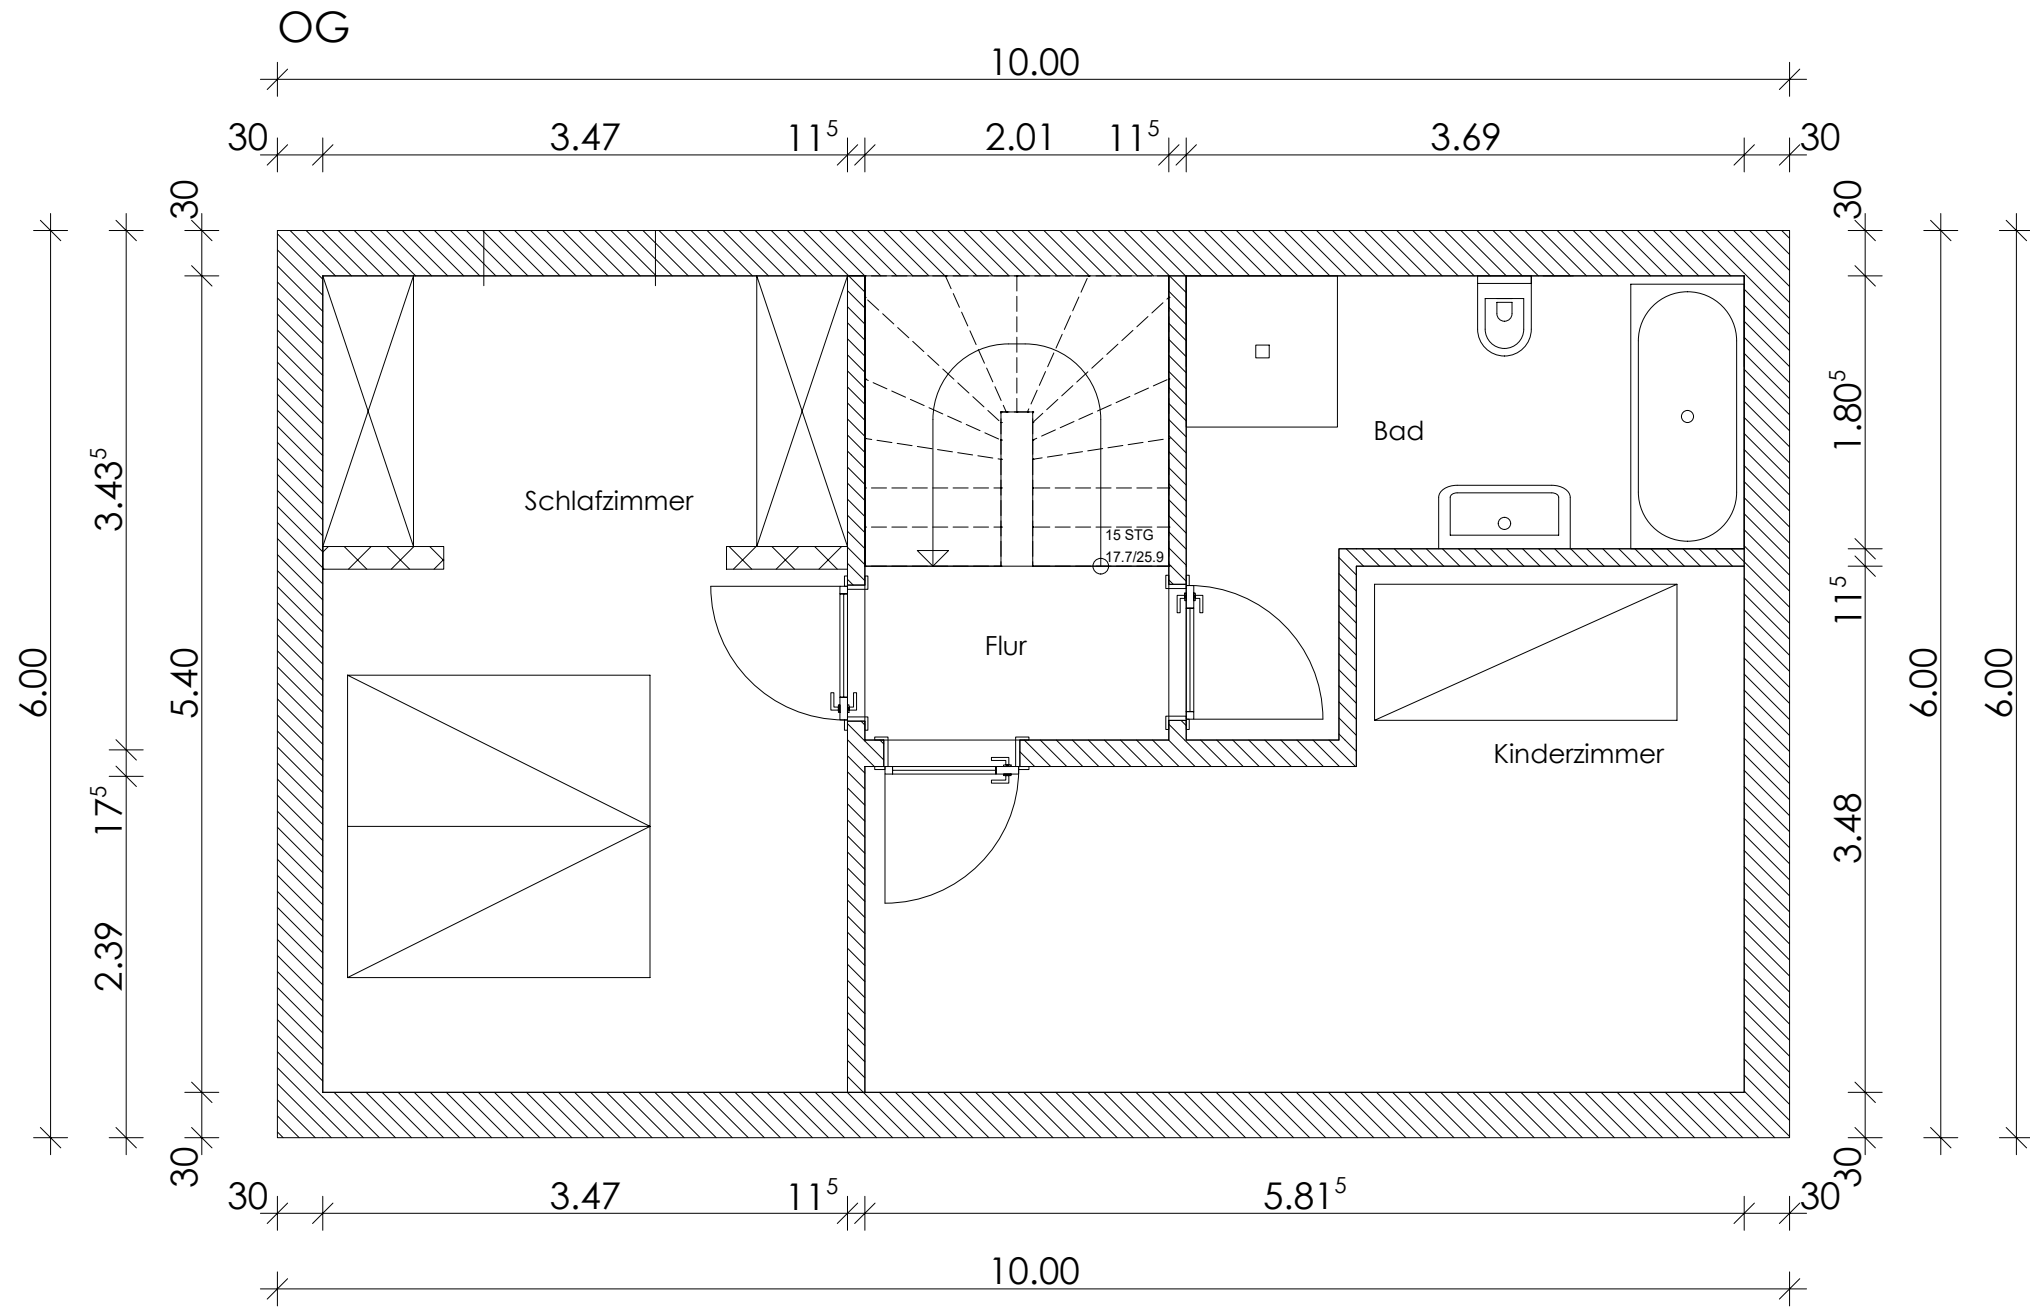 OG
10.00
30 3.47 11⁵ 2.01 11⁵ 3.69 30
30 30
1.80⁵
Bad
3.43⁵
Schlafzimmer
15 STG
17.7/25.9
11⁵
Flur
6.00 5.40 6.00 6.00
Kinderzimmer
17⁵ 3.48
2.39
30 30
30 3.47 11⁵ 5.81⁵ 30
10.00